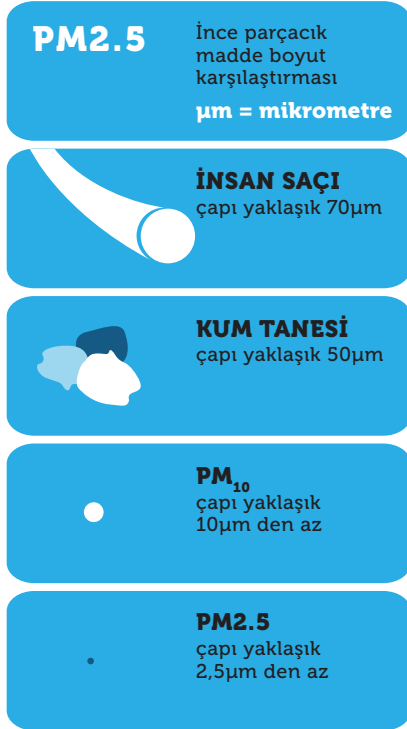 PM2.5
İnce parçacık
madde boyut
karşılaştırması
µm = mikrometre
İNSAN SAÇI
çapı yaklaşık 70µm
KUM TANESİ
çapı yaklaşık 50µm
PM₁₀
çapı yaklaşık
10µm den az
PM2.5
çapı yaklaşık
2,5µm den az